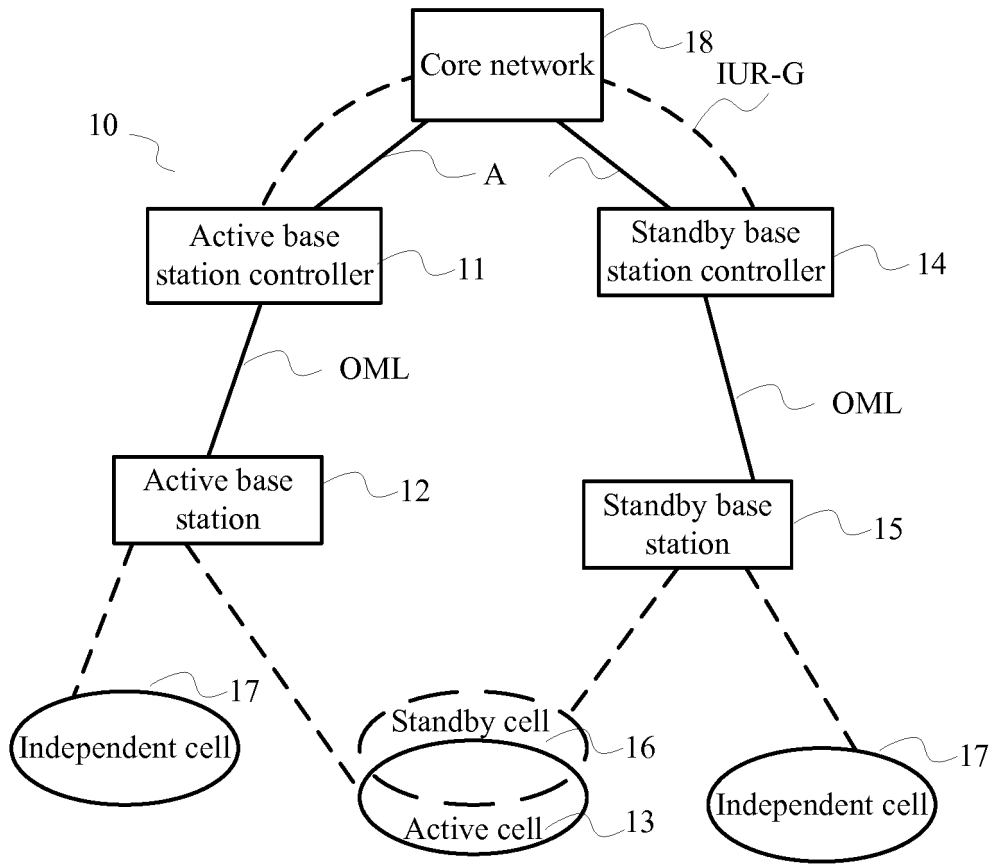 Core network
18
IUR-G
10
A
Active base
station controller
11
Standby base
station controller
14
OML
OML
Active base
station
12
Standby base
station
15
17
Independent cell
Standby cell
16
Active cell
13
17
Independent cell